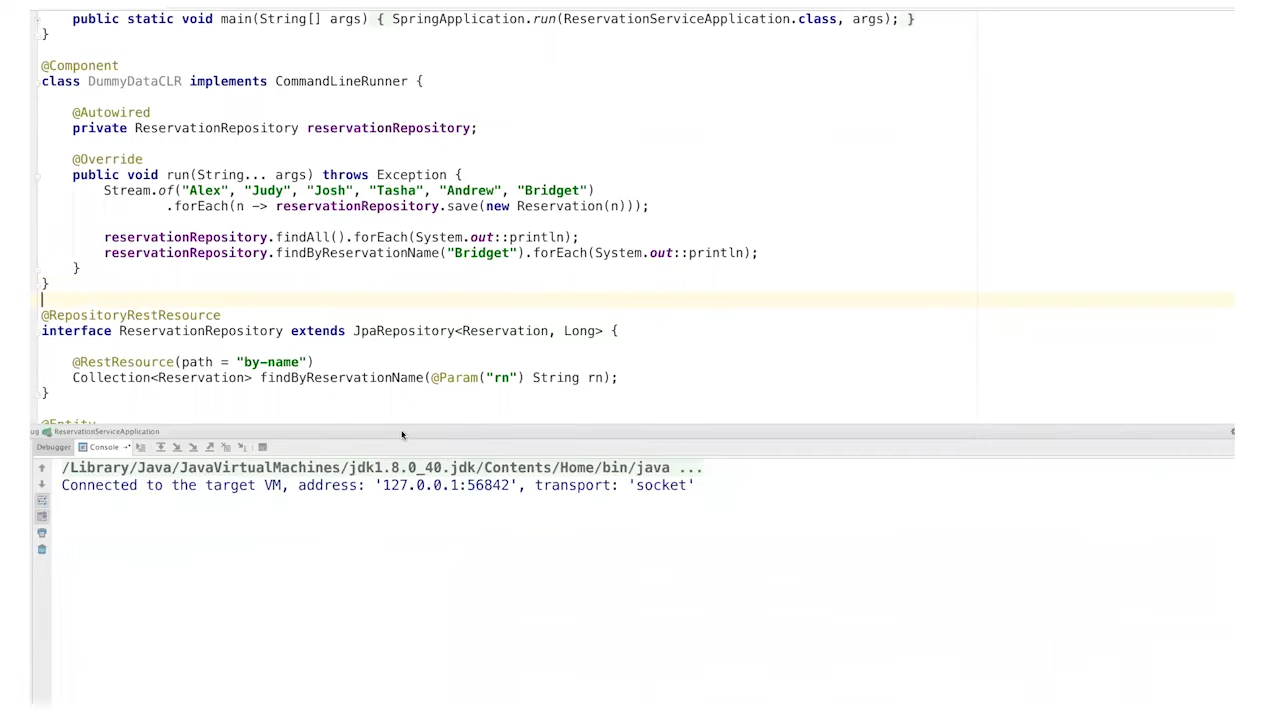 public static void main(String[] args) { SpringApplication.run(ReservationServiceApplication.class, args); }
}

@Component
class DummyDataCLR implements CommandLineRunner {

    @Autowired
    private ReservationRepository reservationRepository;

    @Override
    public void run(String... args) throws Exception {
        Stream.of("Alex", "Judy", "Josh", "Tasha", "Andrew", "Bridget")
                .forEach(n -> reservationRepository.save(new Reservation(n)));

        reservationRepository.findAll().forEach(System.out::println);
        reservationRepository.findByReservationName("Bridget").forEach(System.out::println);
    }
}

@RepositoryRestResource
interface ReservationRepository extends JpaRepository<Reservation, Long> {

    @RestResource(path = "by-name")
    Collection<Reservation> findByReservationName(@Param("rn") String rn);
}

@Entity
ug ReservationServiceApplication
Debugger Console
/Library/Java/JavaVirtualMachines/jdk1.8.0_40.jdk/Contents/Home/bin/java ...
Connected to the target VM, address: '127.0.0.1:56842', transport: 'socket'